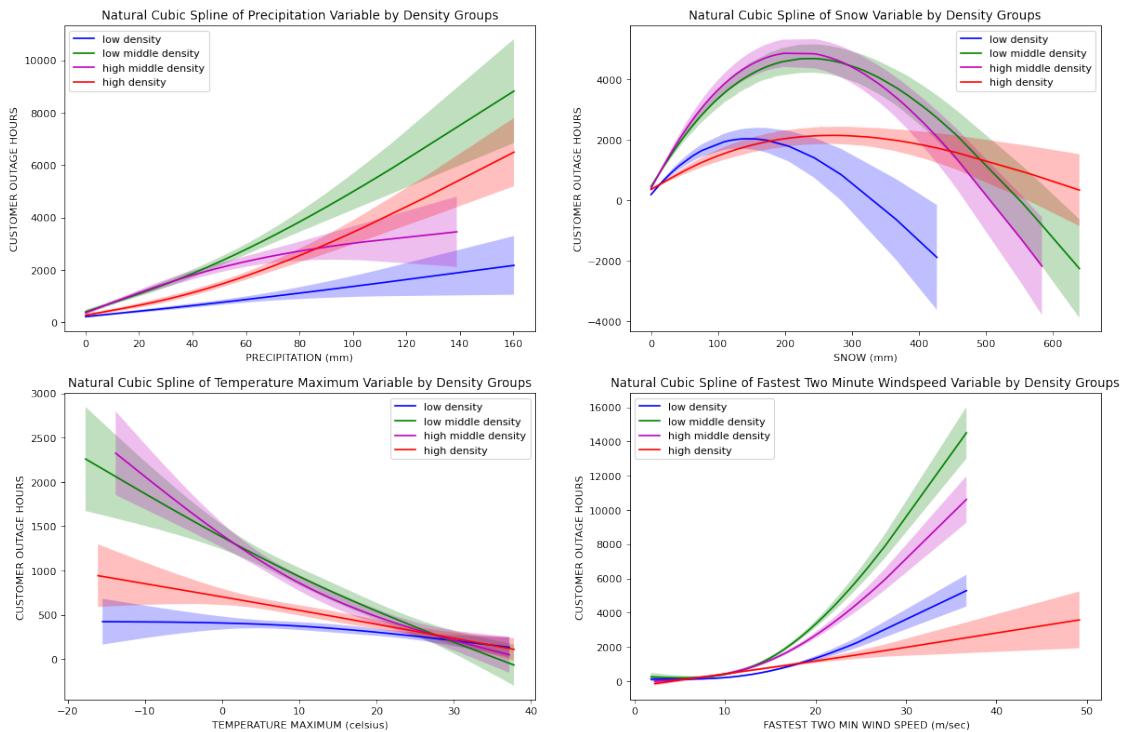 Natural Cubic Spline of Precipitation Variable by Density Groups
CUSTOMER OUTAGE HOURS
10000
8000
6000
4000
2000
0
low density
low middle density
high middle density
high density
0 20 40 60 80 100 120 140 160
PRECIPITATION (mm)
Natural Cubic Spline of Snow Variable by Density Groups
CUSTOMER OUTAGE HOURS
4000
2000
0
−2000
−4000
low density
low middle density
high middle density
high density
0 100 200 300 400 500 600
SNOW (mm)
Natural Cubic Spline of Temperature Maximum Variable by Density Groups
CUSTOMER OUTAGE HOURS
3000
2500
2000
1500
1000
500
0
low density
low middle density
high middle density
high density
−20 −10 0 10 20 30 40
TEMPERATURE MAXIMUM (celsius)
Natural Cubic Spline of Fastest Two Minute Windspeed Variable by Density Groups
CUSTOMER OUTAGE HOURS
16000
14000
12000
10000
8000
6000
4000
2000
0
low density
low middle density
high middle density
high density
0 10 20 30 40 50
FASTEST TWO MIN WIND SPEED (m/sec)